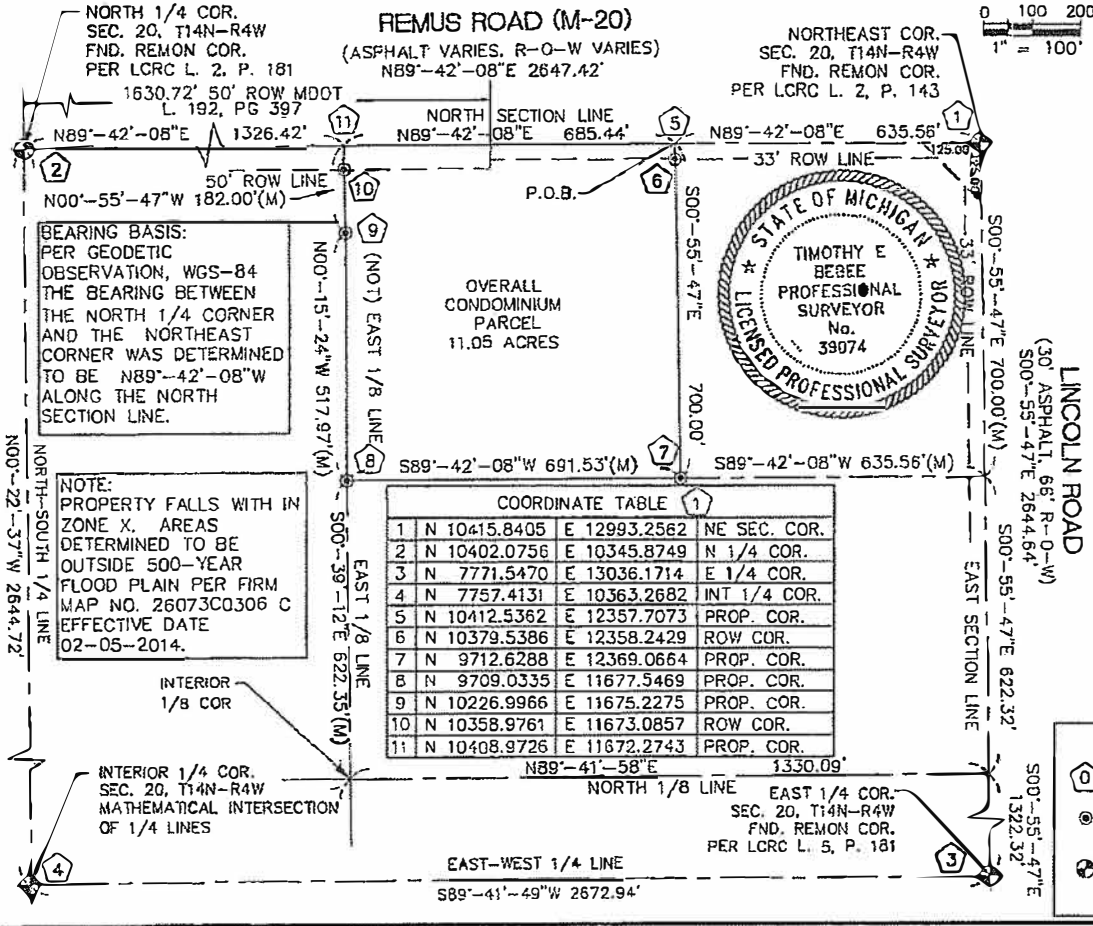 NORTH 1/4 COR.
SEC. 20, T14N-R4W
FND. REMON COR.
PER LCRC L. 2, P. 181
REMUS ROAD (M-20)
(ASPHALT VARIES, R-O-W VARIES)
N89°-42'-08"E 2647.42'
NORTHEAST COR.
SEC. 20, T14N-R4W
FND. REMON COR.
PER LCRC L. 2, P. 143
0 100 200
1" = 100'
1630.72' 50' ROW MDOT
L. 192, PG 397
NORTH SECTION LINE
N89°-42'-08"E 1326.42'
11
N89°-42'-08"E 685.44'
5
N89°-42'-08"E 635.56'
1
2
50' ROW LINE
10
P.O.B.
6
33' ROW LINE
125.00
125.00
N00°-55'-47"W 182.00'(M)
9
BEARING BASIS:
PER GEODETIC
OBSERVATION, WGS-84
THE BEARING BETWEEN
THE NORTH 1/4 CORNER
AND THE NORTHEAST
CORNER WAS DETERMINED
TO BE N89°-42'-08"W
ALONG THE NORTH
SECTION LINE.
N00°-15'-24"W 517.97'(M)
(NOT) EAST 1/8 LINE
OVERALL
CONDOMINIUM
PARCEL
11.05 ACRES
S00°-55'-47"E 700.00'
STATE OF MICHIGAN
TIMOTHY E
BEBEE
PROFESSIONAL
SURVEYOR
No.
39074
LICENSED PROFESSIONAL SURVEYOR
33' ROW LINE
S00°-55'-47"E 700.00'(M)
LINCOLN ROAD
(30' ASPHALT, 66' R-O-W)
S00°-55'-47"E 2644.64'
8
S89°-42'-08"W 691.53'(M)
7
S89°-42'-08"W 635.56'(M)
NORTH-SOUTH 1/4 LINE
N00°-22'-37"W 2644.72'
NOTE:
PROPERTY FALLS WITH IN
ZONE X. AREAS
DETERMINED TO BE
OUTSIDE 500-YEAR
FLOOD PLAIN PER FIRM
MAP NO. 26073C0306 C
EFFECTIVE DATE
02-05-2014.
EAST 1/8 LINE
S00°-39'-12"E 622.35'(M)
COORDINATE TABLE 1
1 N 10415.8405 E 12993.2562 NE SEC. COR.
2 N 10402.0756 E 10345.8749 N 1/4 COR.
3 N 7771.5470 E 13036.1714 E 1/4 COR.
4 N 7757.4131 E 10363.2682 INT 1/4 COR.
5 N 10412.5362 E 12357.7073 PROP. COR.
6 N 10379.5386 E 12358.2429 ROW COR.
7 N 9712.6288 E 12369.0664 PROP. COR.
8 N 9709.0335 E 11677.5469 PROP. COR.
9 N 10226.9966 E 11675.2275 PROP. COR.
10 N 10358.9761 E 11673.0857 ROW COR.
11 N 10408.9726 E 11672.2743 PROP. COR.
EAST SECTION LINE
S00°-55'-47"E 622.32'
INTERIOR
1/8 COR
N89°-41'-58"E 1330.09'
NORTH 1/8 LINE
INTERIOR 1/4 COR.
SEC. 20, T14N-R4W
MATHEMATICAL INTERSECTION
OF 1/4 LINES
EAST 1/4 COR.
SEC. 20, T14N-R4W
FND. REMON COR.
PER LCRC L. 5, P. 181
S00°-55'-47"E
1322.32'
0
4
EAST-WEST 1/4 LINE
S89°-41'-49"W 2672.94'
3